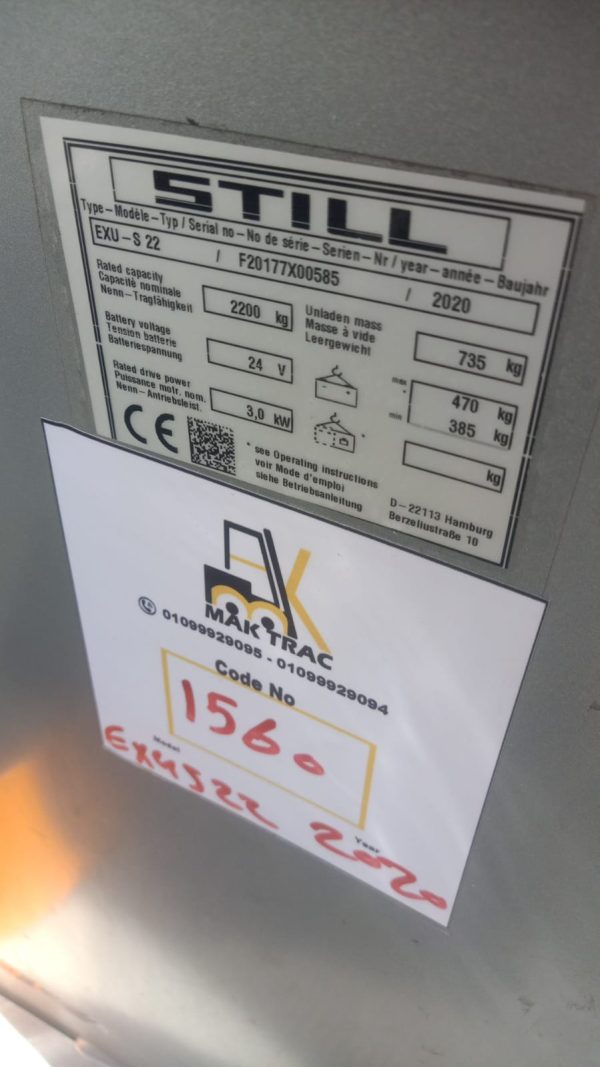 STILL
Type – Modèle – Typ / Serial no – No de série – Serien – Nr / year – année – Baujahr
EXU – S 22 / F20177X00585 / 2020
Rated capacity
Capacité nominale
Nenn – Tragfähigkeit
2200 kg
Unladen mass
Masse à vide
Leergewicht
735 kg
Battery voltage
Tension batterie
Batteriespannung
24 V
max
470 kg
min
385 kg
Rated drive power
Puissance motr. nom.
Nenn – Antriebsleist.
3,0 kW
*
kg
CE
* see Operating instructions
voir Mode d'emploi
siehe Betriebsanleitung
D – 22113 Hamburg
Berzeliusstraße 10
MAK TRAC
01099929095 - 01099929094
Code No
1560
Model
EXUS22
Year
2020